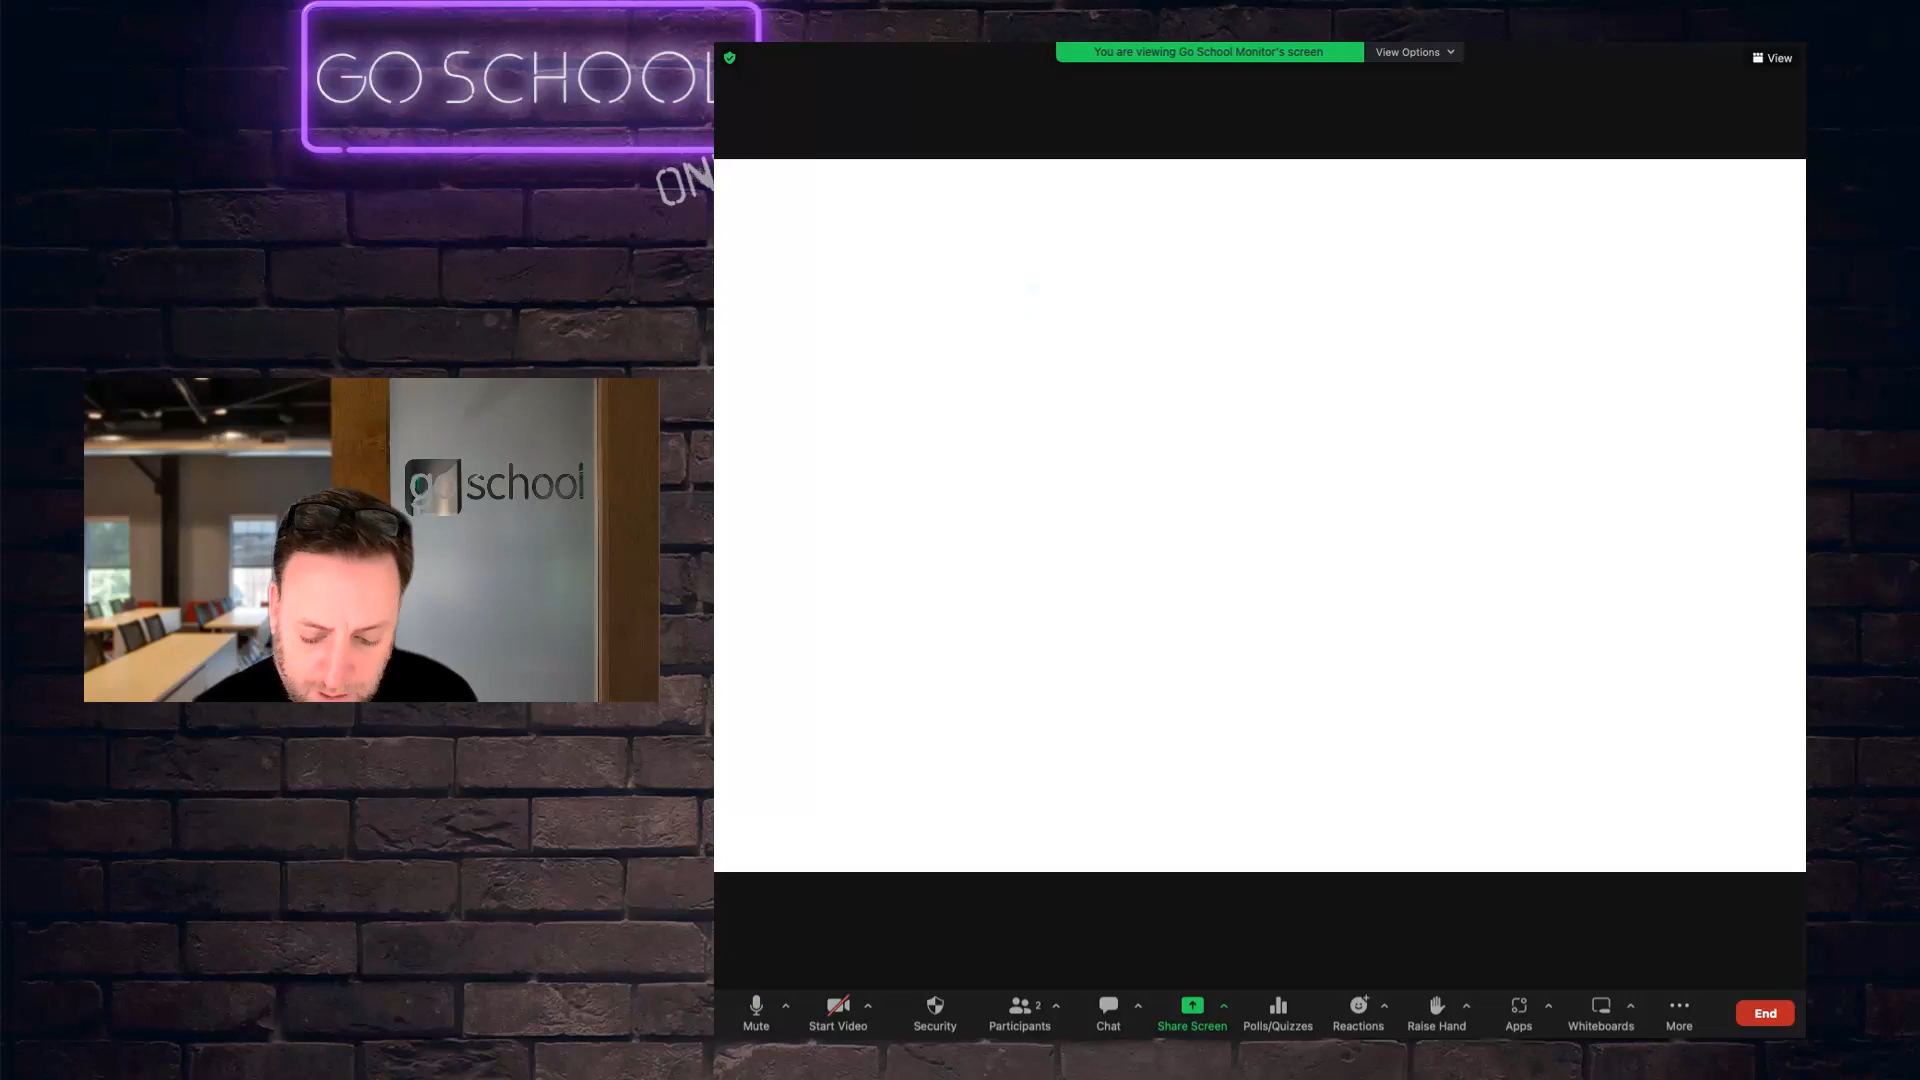 GO SCHOOL
ON
You are viewing Go School Monitor's screen
View Options
View
go school
2
Mute
Start Video
Security
Participants
Chat
Share Screen
Polls/Quizzes
Reactions
Raise Hand
Apps
Whiteboards
More
End